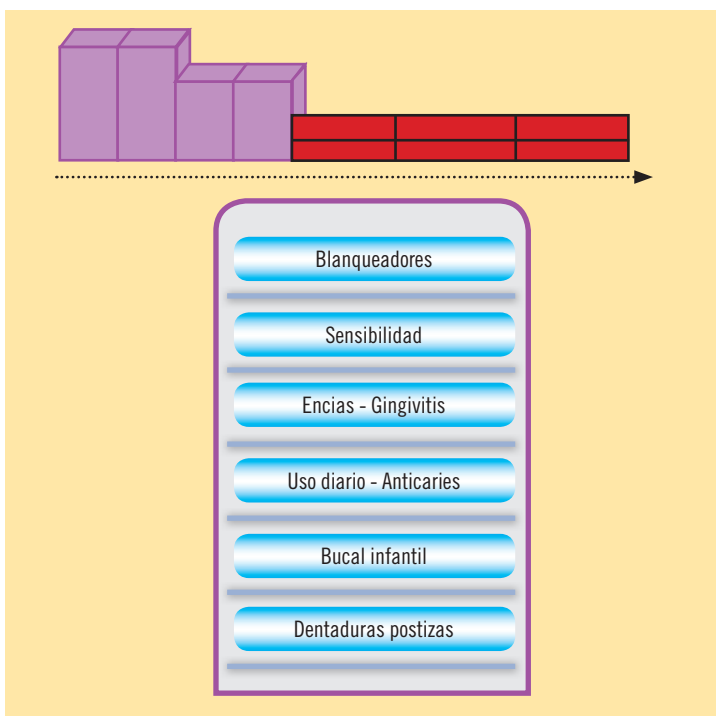 Blanqueadores
Sensibilidad
Encias - Gingivitis
Uso diario - Anticaries
Bucal infantil
Dentaduras postizas